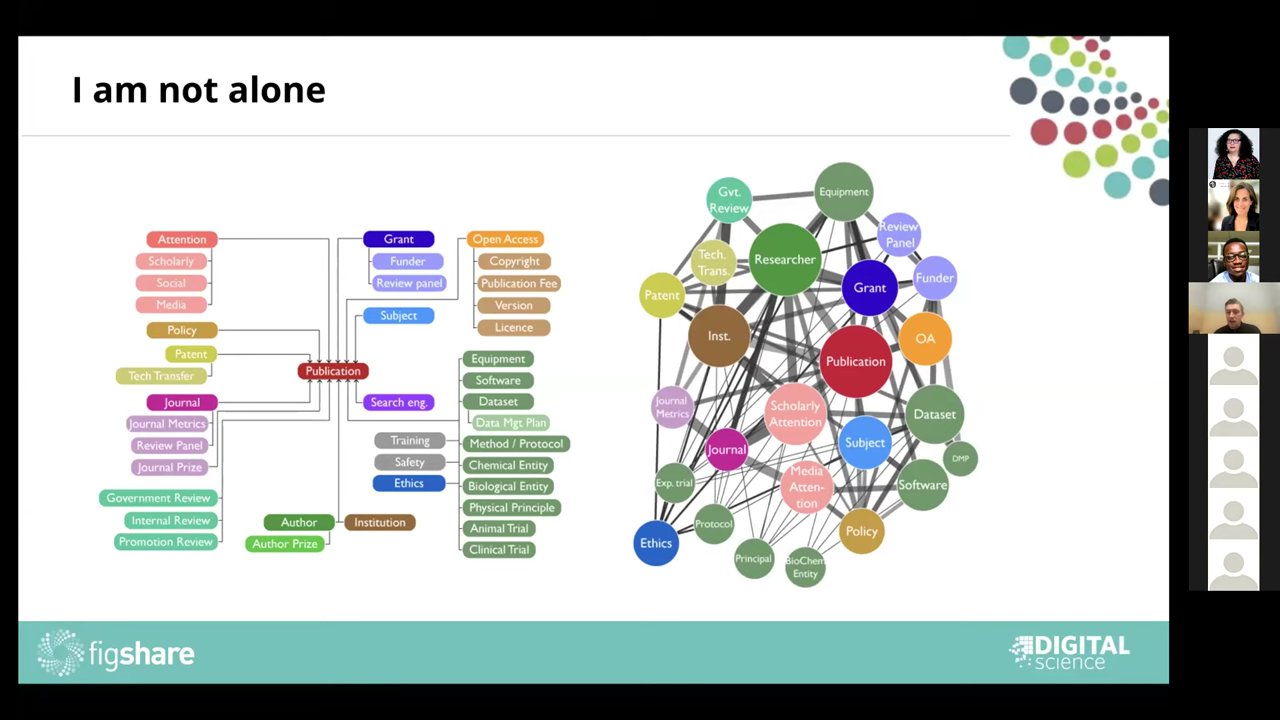 I am not alone
Attention
Scholarly
Social
Media
Policy
Patent
Tech Transfer
Journal
Journal Metrics
Review Panel
Journal Prize
Government Review
Internal Review
Promotion Review
Publication
Author
Author Prize
Institution
Grant
Funder
Review panel
Subject
Search eng.
Training
Safety
Ethics
Open Access
Copyright
Publication Fee
Version
Licence
Equipment
Software
Dataset
Data Mgt Plan
Method / Protocol
Chemical Entity
Biological Entity
Physical Principle
Animal Trial
Clinical Trial
Gvt.
Review
Equipment
Review
Panel
Researcher
Tech.
Trans.
Funder
Grant
Patent
Inst.
OA
Publication
Journal
Metrics
Scholarly
Attention
Dataset
Subject
Journal
DMP
Exp. trial
Media
Atten-
tion
Software
Protocol
Policy
Ethics
Principal
BioChem
Entity
figshare
DIGITAL
science